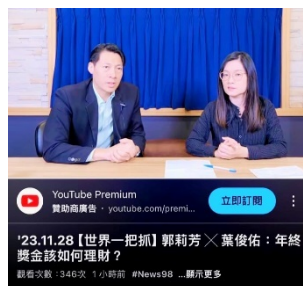 YouTube Premium
贊助商廣告 · youtube.com/premi...
立即訂閱
'23.11.28【世界一把抓】郭莉芳╳葉俊佑：年終
獎金該如何理財？
觀看次數：346次 1小時前 #News98 ...顯示更多